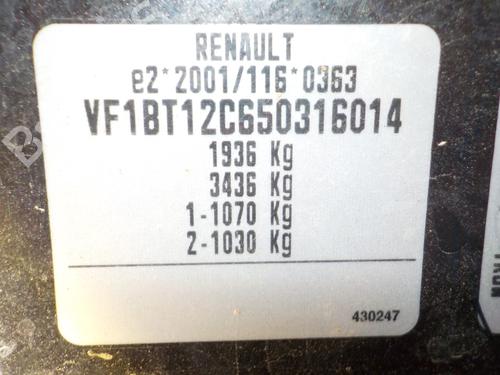 RENAULT
e2*2001/116*0363
VF1BT12C650316014
1936 Kg
3436 Kg
1-1070 Kg
2-1030 Kg
430247